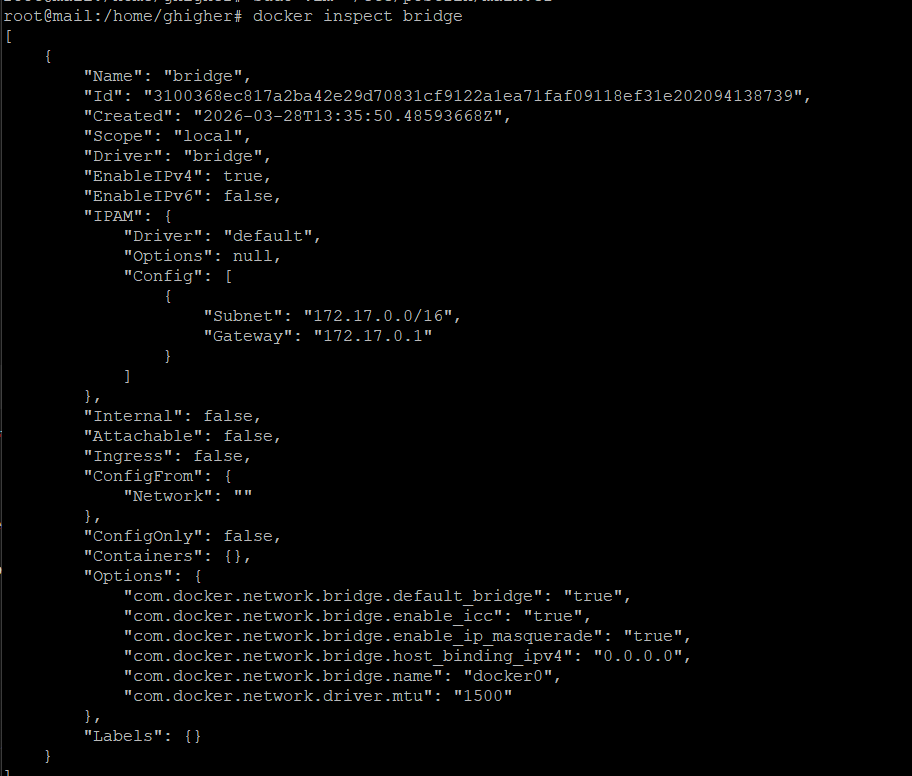 root@mail:/home/ghigher# docker inspect bridge
[
    {
        "Name": "bridge",
        "Id": "3100368ec817a2ba42e29d70831cf9122a1ea71faf09118ef31e202094138739",
        "Created": "2026-03-28T13:35:50.48593668Z",
        "Scope": "local",
        "Driver": "bridge",
        "EnableIPv4": true,
        "EnableIPv6": false,
        "IPAM": {
            "Driver": "default",
            "Options": null,
            "Config": [
                {
                    "Subnet": "172.17.0.0/16",
                    "Gateway": "172.17.0.1"
                }
            ]
        },
        "Internal": false,
        "Attachable": false,
        "Ingress": false,
        "ConfigFrom": {
            "Network": ""
        },
        "ConfigOnly": false,
        "Containers": {},
        "Options": {
            "com.docker.network.bridge.default_bridge": "true",
            "com.docker.network.bridge.enable_icc": "true",
            "com.docker.network.bridge.enable_ip_masquerade": "true",
            "com.docker.network.bridge.host_binding_ipv4": "0.0.0.0",
            "com.docker.network.bridge.name": "docker0",
            "com.docker.network.driver.mtu": "1500"
        },
        "Labels": {}
    }
]